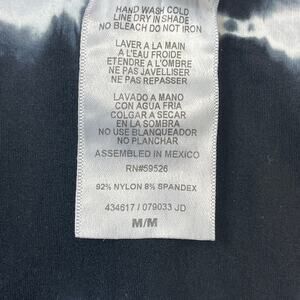 HAND WASH COLD
LINE DRY IN SHADE
NO BLEACH DO NOT IRON
LAVER A LA MAIN
A L'EAU FROIDE
ETENDRE A L'OMBRE
NE PAS JAVELLISER
NE PAS REPASSER
LAVADO A MANO
CON AGUA FRIA
COLGAR A SECAR
EN LA SOMBRA
NO USE BLANQUEADOR
NO PLANCHAR
ASSEMBLED IN MEXICO
RN#59526
92% NYLON 8% SPANDEX
434617 / 079033 JD
M/M